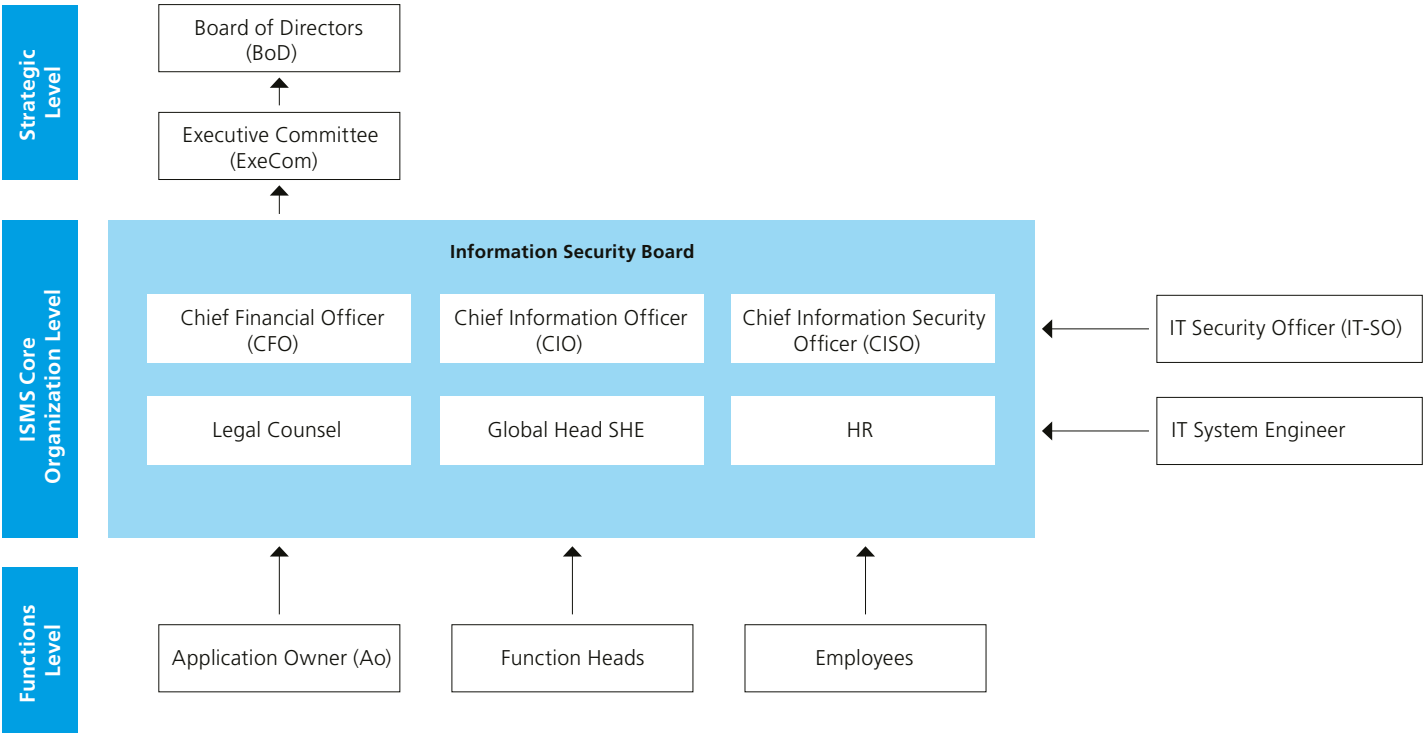 Strategic
Level
Board of Directors
(BoD)
Executive Committee
(ExeCom)
ISMS Core
Organization Level
Information Security Board
Chief Financial Officer
(CFO)
Chief Information Officer
(CIO)
Chief Information Security
Officer (CISO)
IT Security Officer (IT-SO)
Legal Counsel
Global Head SHE
HR
IT System Engineer
Functions
Level
Application Owner (Ao)
Function Heads
Employees